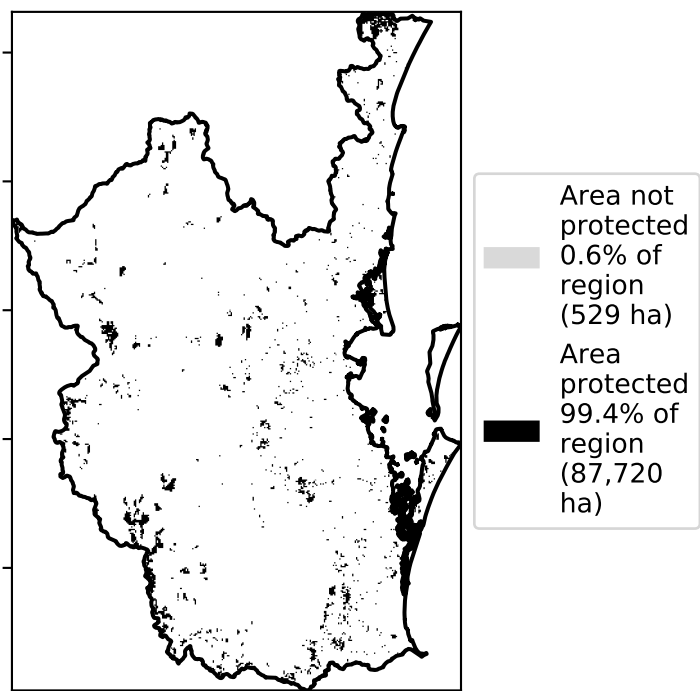 Area not
protected
0.6% of
region
(529 ha)
Area
protected
99.4% of
region
(87,720
ha)